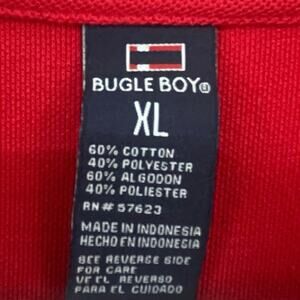 BUGLE BOY®
XL
60% COTTON
40% POLYESTER
60% ALGODON
40% POLIESTER
RN# 57623
MADE IN INDONESIA
HECHO EN INDONESIA
SEE REVERSE SIDE
FOR CARE
VE EL REVERSO
PARA EL CUIDADO